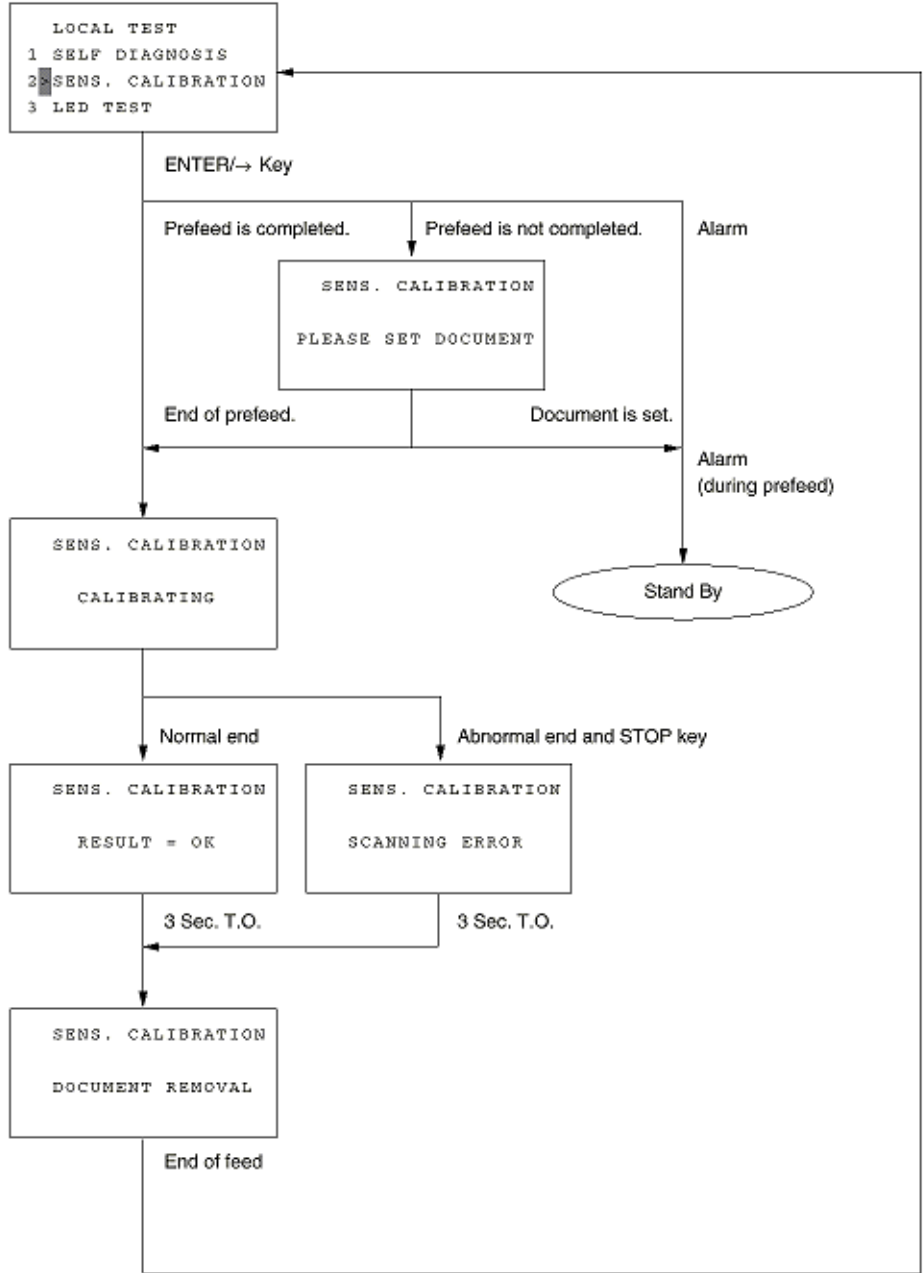 LOCAL TEST
1 SELF DIAGNOSIS
2>SENS. CALIBRATION
3 LED TEST
ENTER/→ Key
Prefeed is completed.
Prefeed is not completed.
Alarm
SENS. CALIBRATION
PLEASE SET DOCUMENT
End of prefeed.
Document is set.
Alarm
(during prefeed)
SENS. CALIBRATION
CALIBRATING
Stand By
Normal end
Abnormal end and STOP key
SENS. CALIBRATION
RESULT = OK
SENS. CALIBRATION
SCANNING ERROR
3 Sec. T.O.
3 Sec. T.O.
SENS. CALIBRATION
DOCUMENT REMOVAL
End of feed